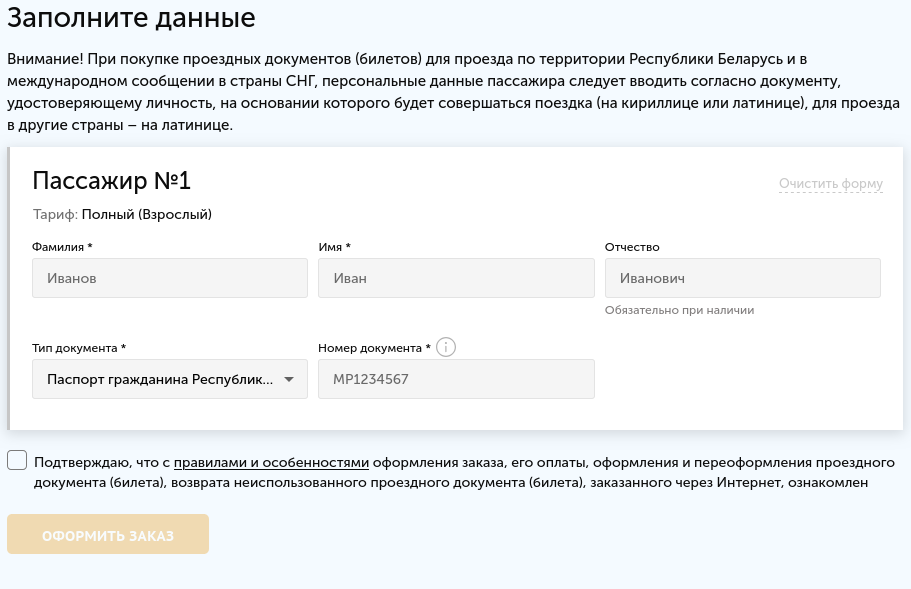 Заполните данные
Внимание! При покупке проездных документов (билетов) для проезда по территории Республики Беларусь и в
международном сообщении в страны СНГ, персональные данные пассажира следует вводить согласно документу,
удостоверяющему личность, на основании которого будет совершаться поездка (на кириллице или латинице), для проезда
в другие страны – на латинице.
Пассажир №1
Очистить форму
Тариф: Полный (Взрослый)
Фамилия * Имя * Отчество
Иванов Иван Иванович
Обязательно при наличии
Тип документа * Номер документа *
Паспорт гражданина Республик... MP1234567
Подтверждаю, что с правилами и особенностями оформления заказа, его оплаты, оформления и переоформления проездного
документа (билета), возврата неиспользованного проездного документа (билета), заказанного через Интернет, ознакомлен
ОФОРМИТЬ ЗАКАЗ